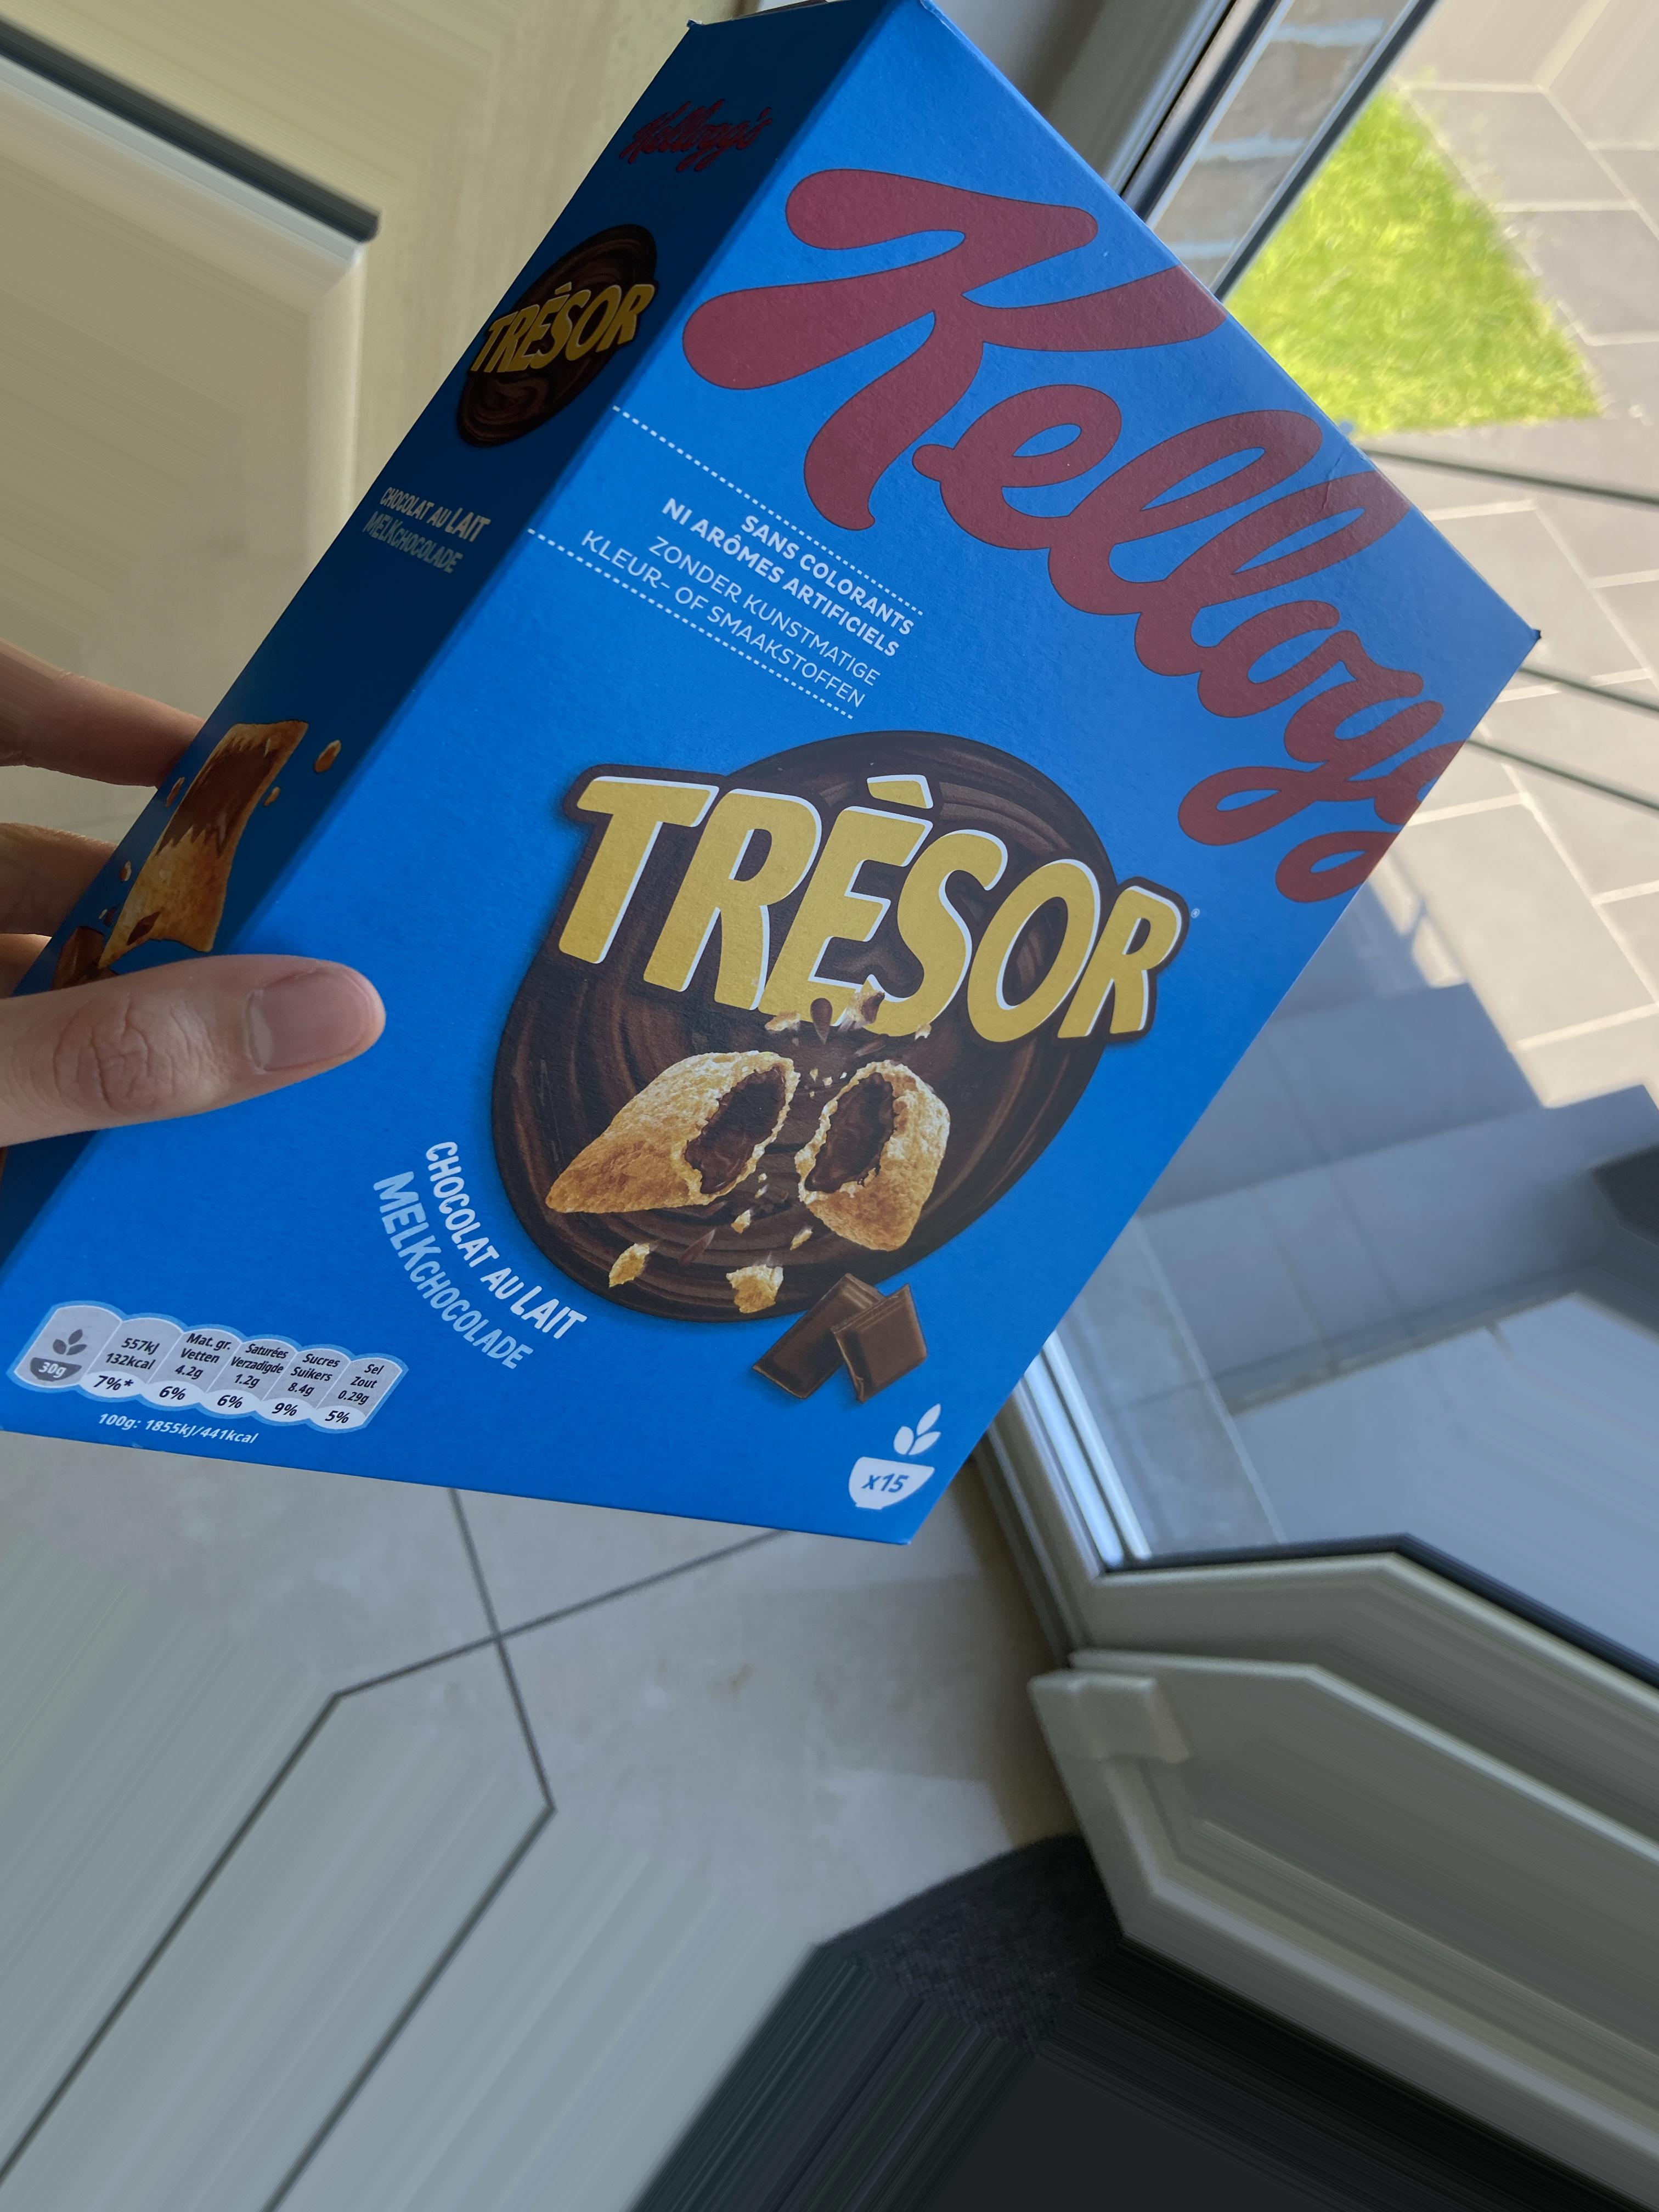 Kellogg's
TRÉSOR
CHOCOLAT AU LAIT
MELKCHOCOLADE
Kellogg
SANS COLORANTS
NI ARÔMES ARTIFICIELS
ZONDER KUNSTMATIGE
KLEUR- OF SMAAKSTOFFEN
TRÉSOR®
CHOCOLAT AU LAIT
MELKCHOCOLADE
30g
557kJ
132kcal
7%*
Mat. gr.
Vetten
4.2g
6%
Saturées
Verzadigde
1.2g
6%
Sucres
Suikers
8.4g
9%
Sel
Zout
0.29g
5%
100g: 1855kJ/441kcal
x15